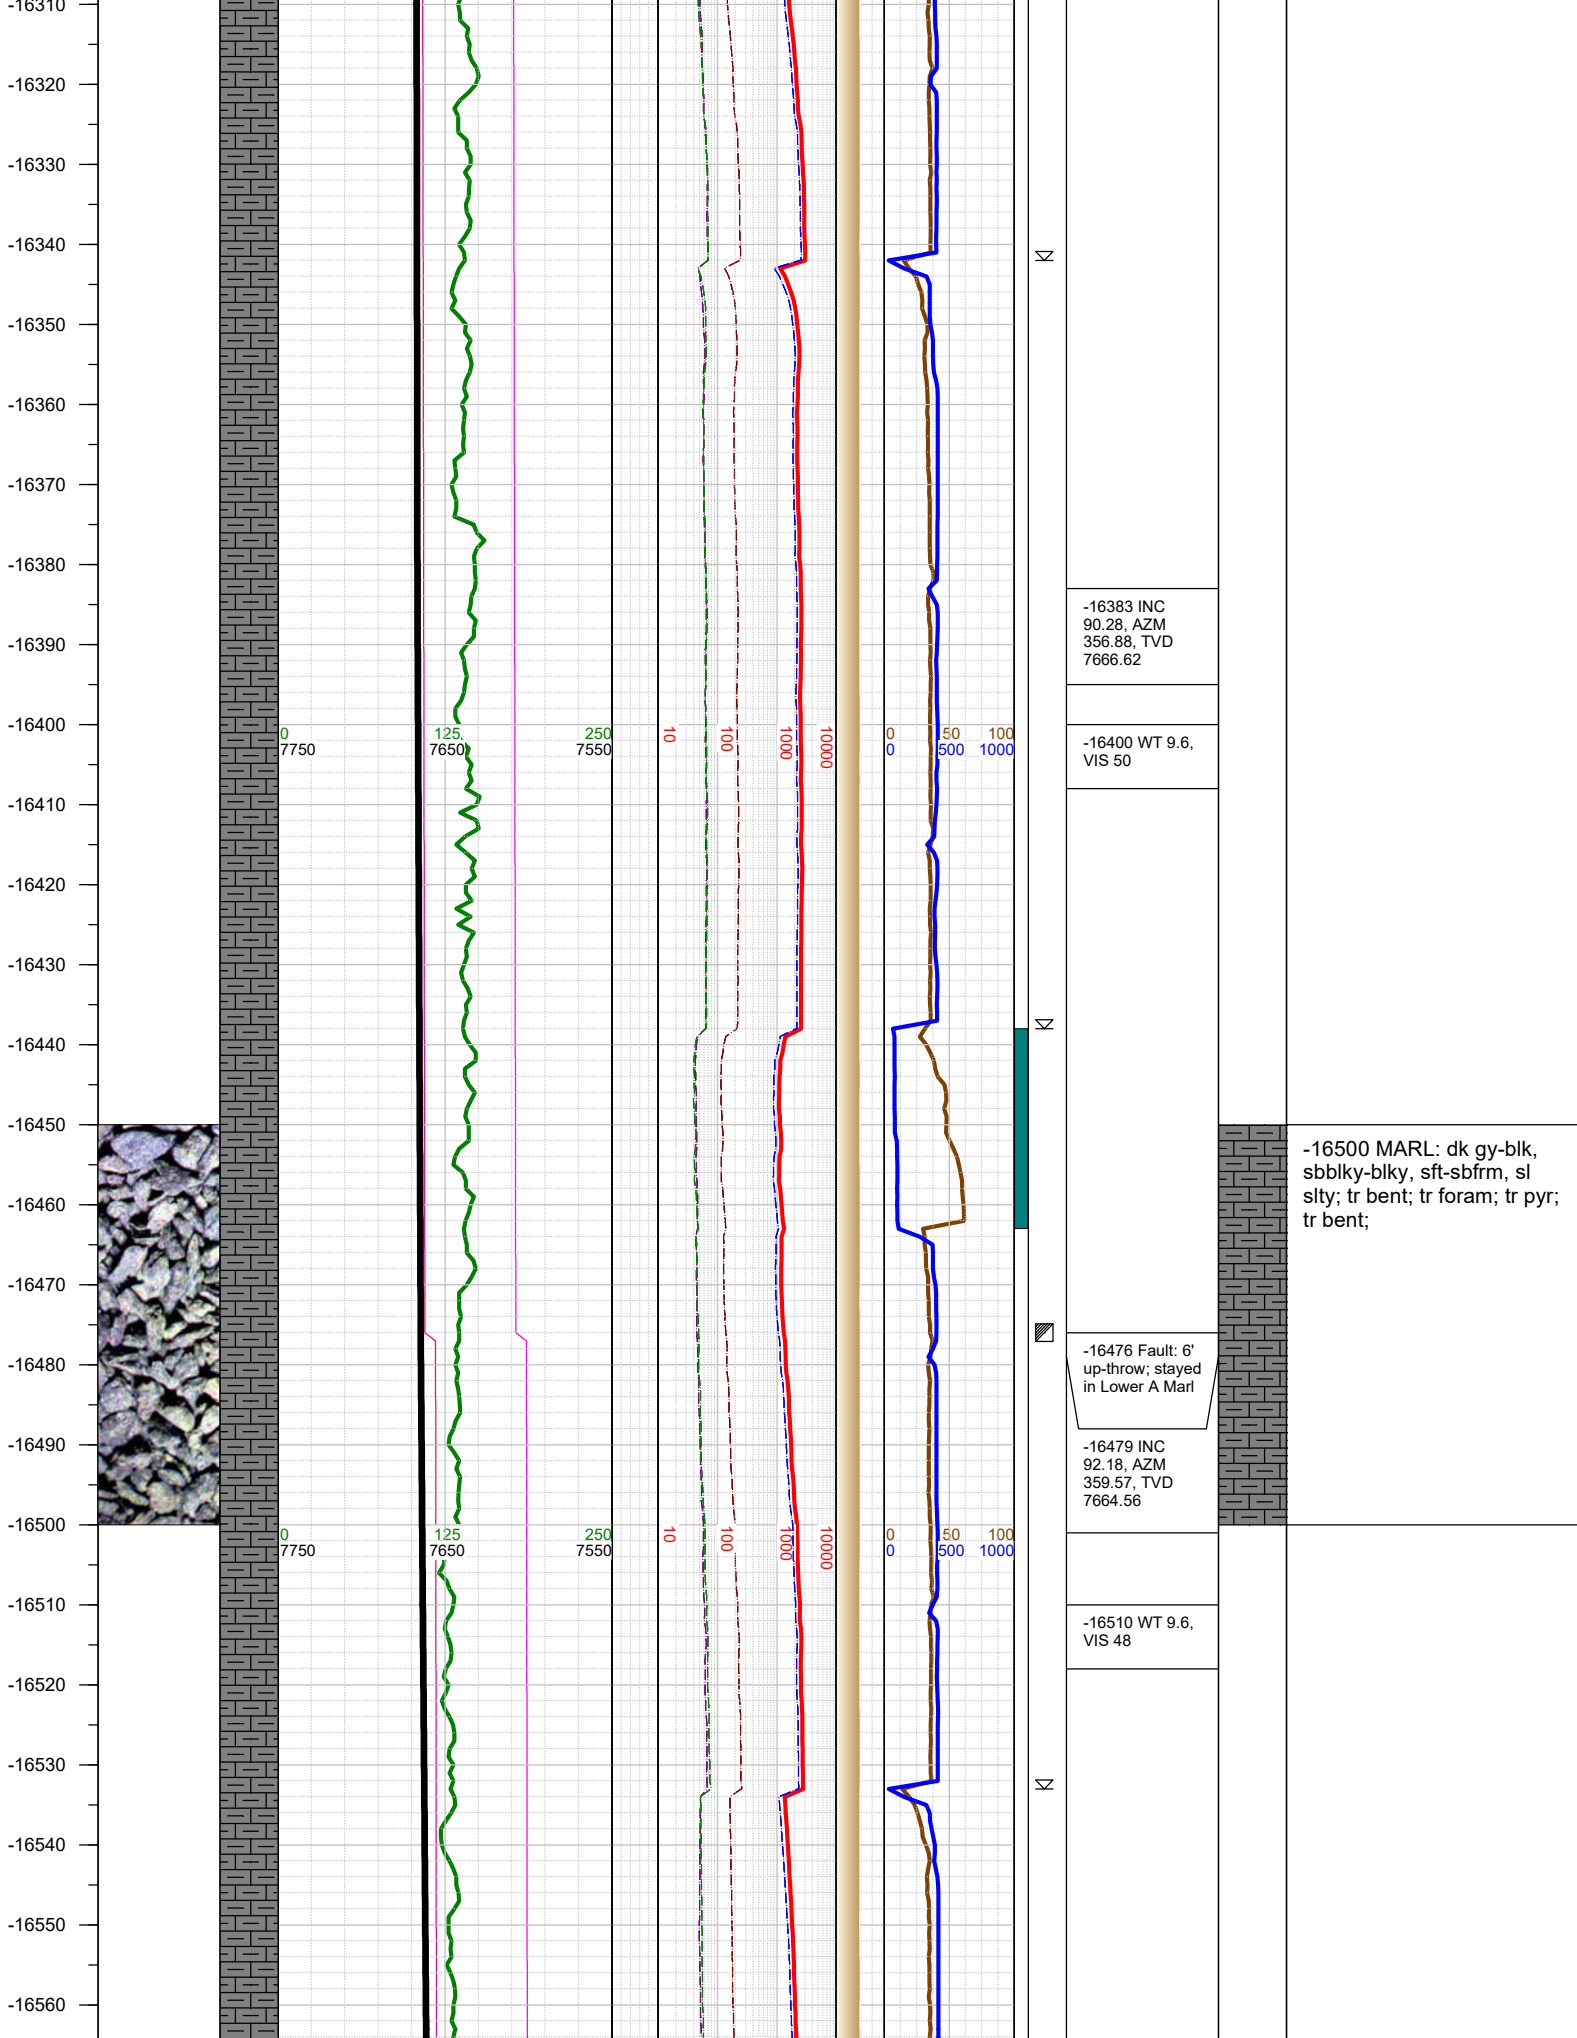 -16310
-16320
-16330
-16340
-16350
-16360
-16370
-16380
-16383 INC
90.28, AZM
356.88, TVD
7666.62
-16390
-16400
0 125 250 10 100 1000 10000 0 50 100
7750 7650 7550 0 500 1000
-16400 WT 9.6,
VIS 50
-16410
-16420
-16430
-16440
-16450
-16500 MARL: dk gy-blk,
sbblky-blky, sft-sbfrm, sl
slty; tr bent; tr foram; tr pyr;
tr bent;
-16460
-16470
-16476 Fault: 6'
up-throw; stayed
in Lower A Marl
-16480
-16479 INC
92.18, AZM
359.57, TVD
7664.56
-16490
-16500
0 125 250 10 100 1000 10000 0 50 100
7750 7650 7550 0 500 1000
-16510
-16510 WT 9.6,
VIS 48
-16520
-16530
-16540
-16550
-16560